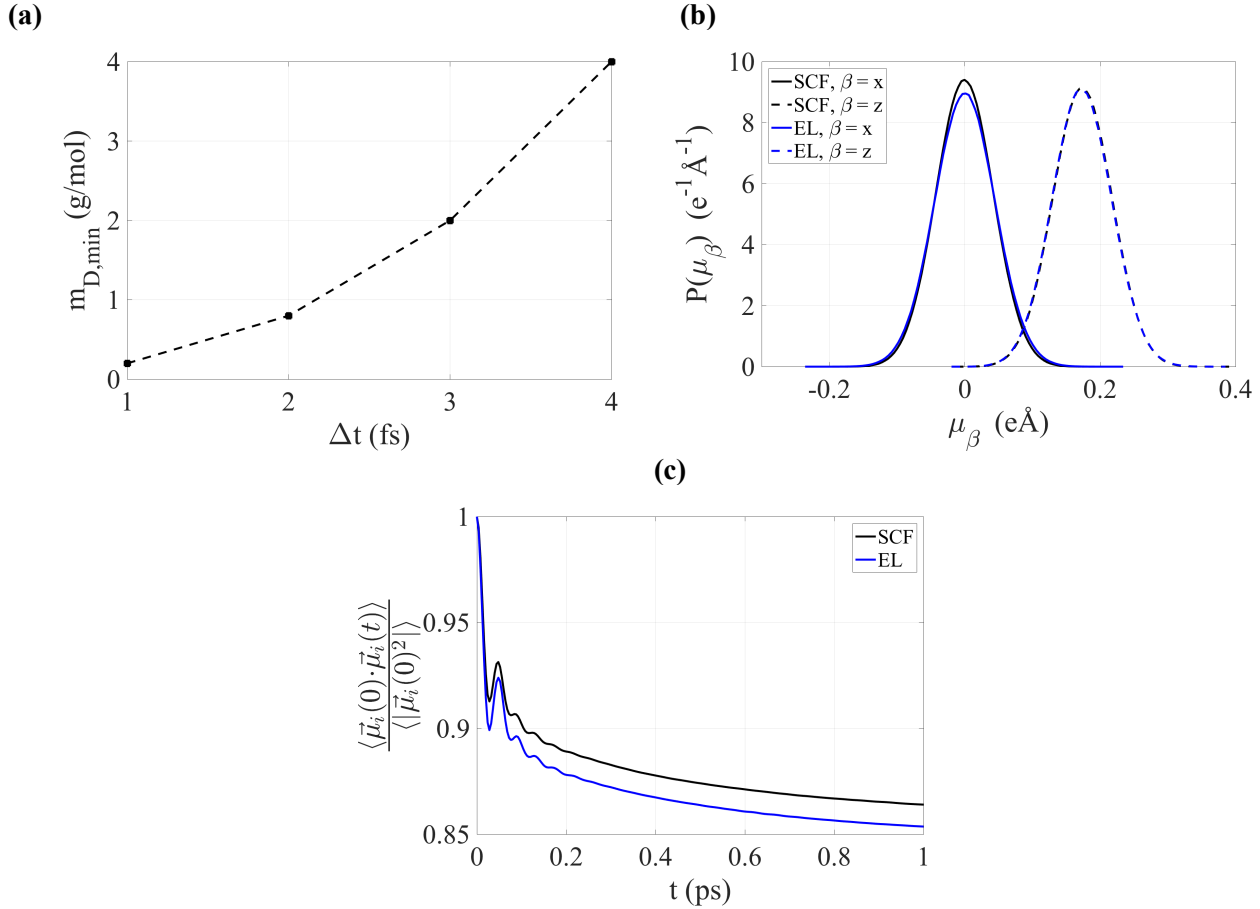 (a)
4
3
2
1
0
1 2 3 4
m_{D,min} (g/mol)
Δt (fs)
(b)
10
8
6
4
2
0
-0.2 0 0.2 0.4
P(μ_β) (e^{-1}Å^{-1})
μ_β (eÅ)
SCF, β = x
SCF, β = z
EL, β = x
EL, β = z
(c)
1
0.95
0.9
0.85
0 0.2 0.4 0.6 0.8 1
⟨μ⃗_i(0)·μ⃗_i(t)⟩
⟨|μ⃗_i(0)^2|⟩
t (ps)
SCF
EL